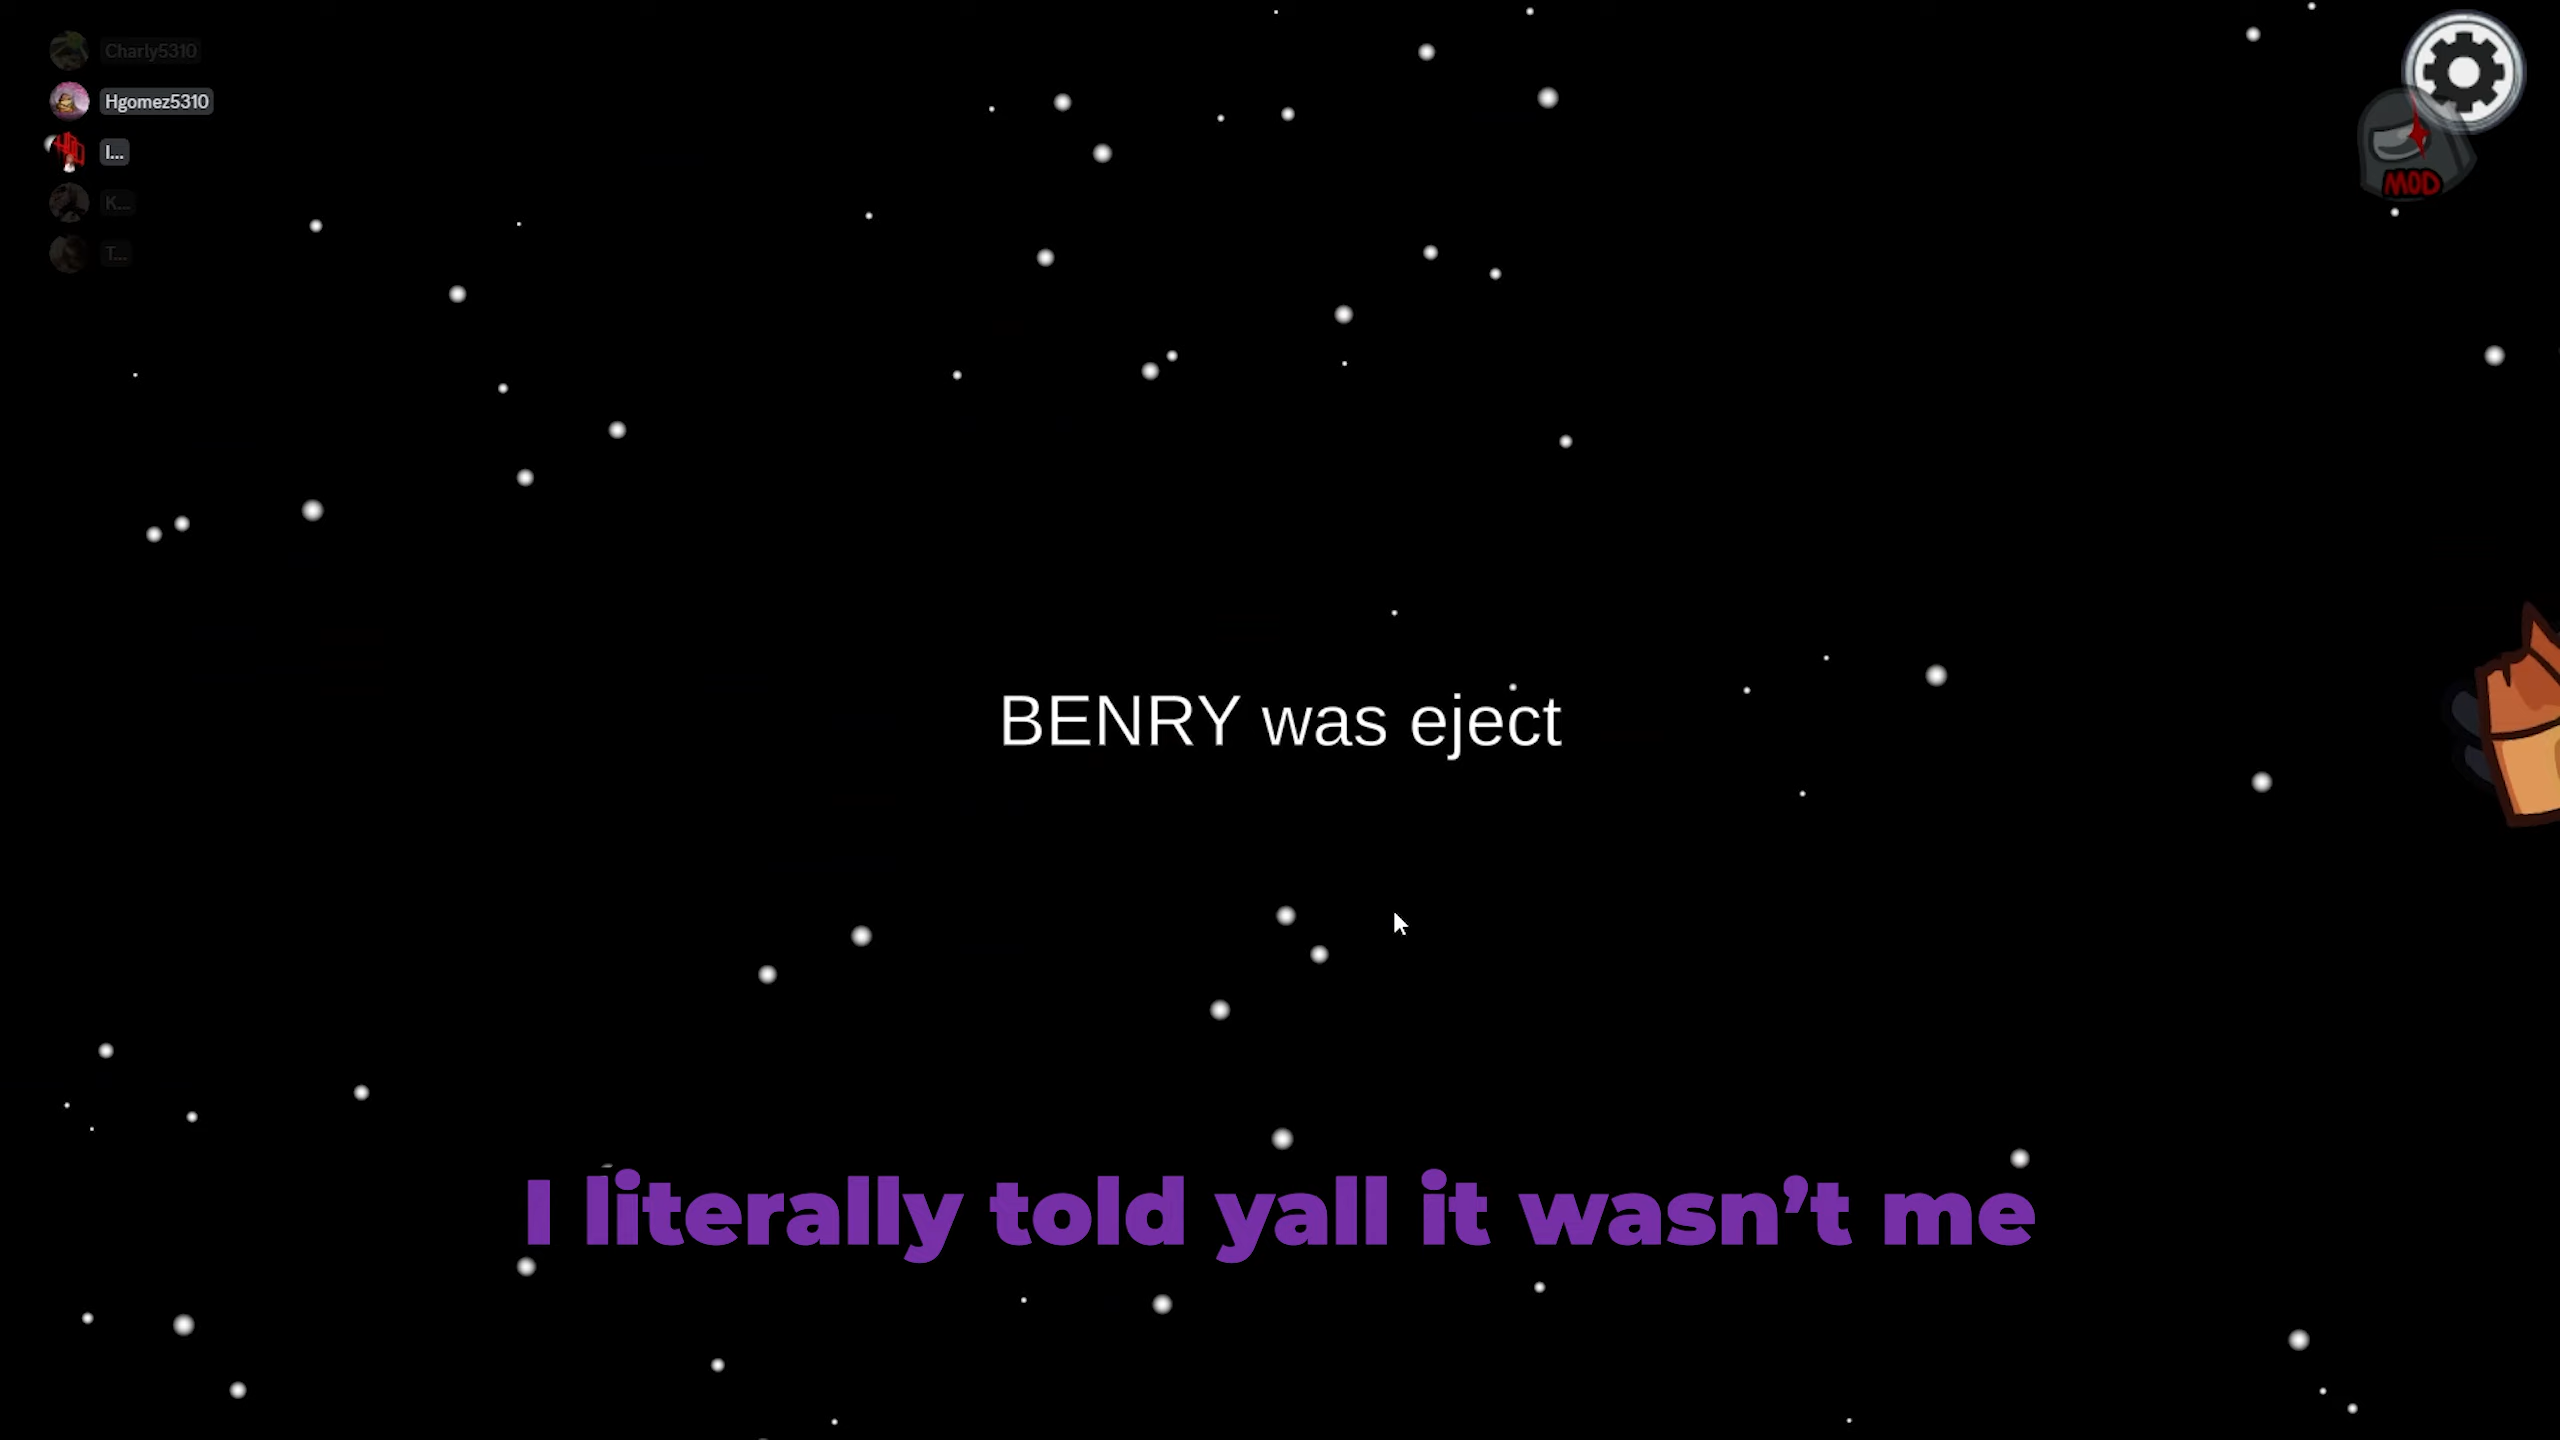 Charly5310
Hgomez5310
I...
K...
T...
MOD
BENRY was eject
I literally told yall it wasn’t me